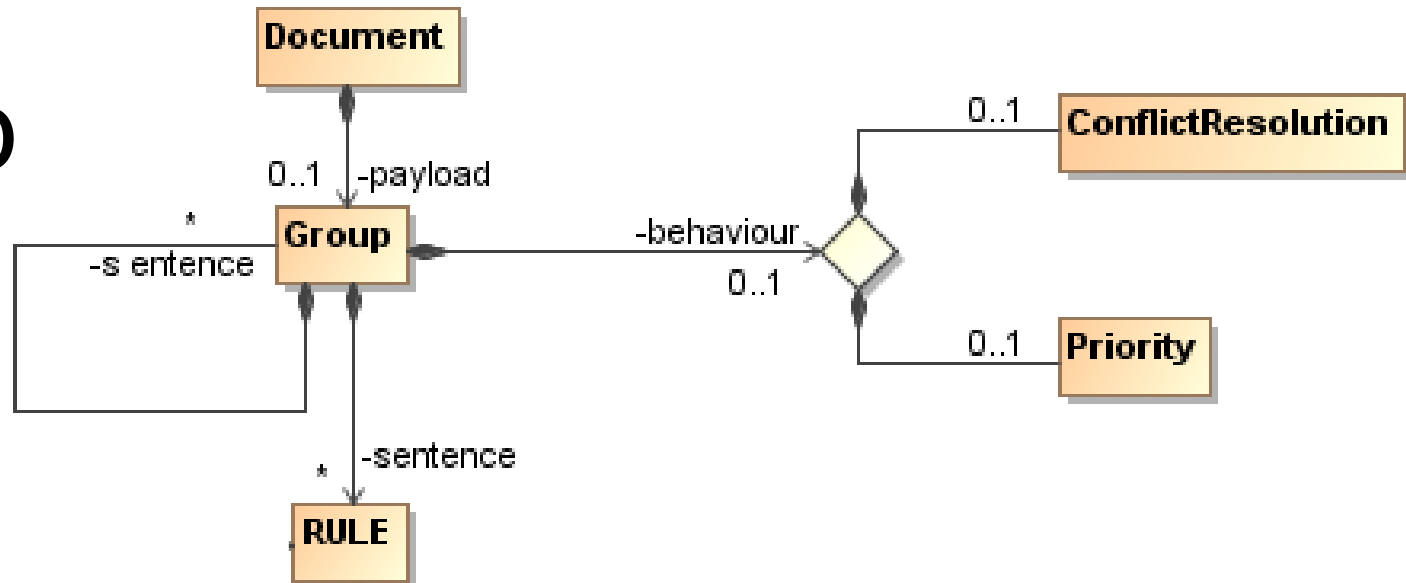 Document
0..1 -payload
*
Group
-s entence
-behaviour
0..1
0..1
ConflictResolution
0..1
Priority
*
-sentence
RULE